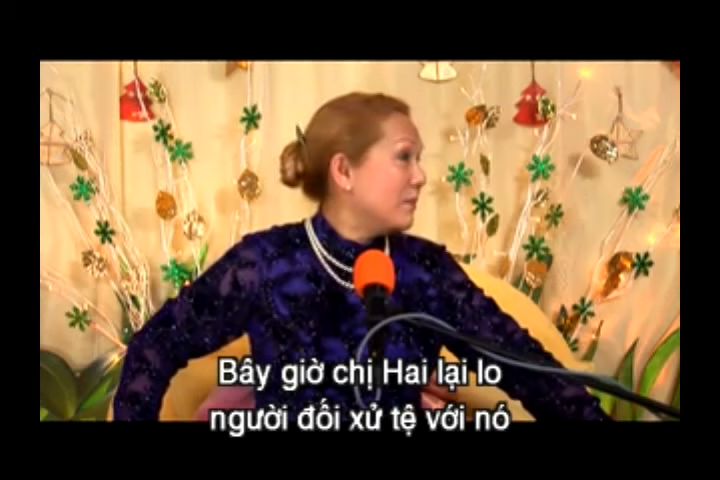 Bây giờ chị Hai lại lo
người đối xử tệ với nó